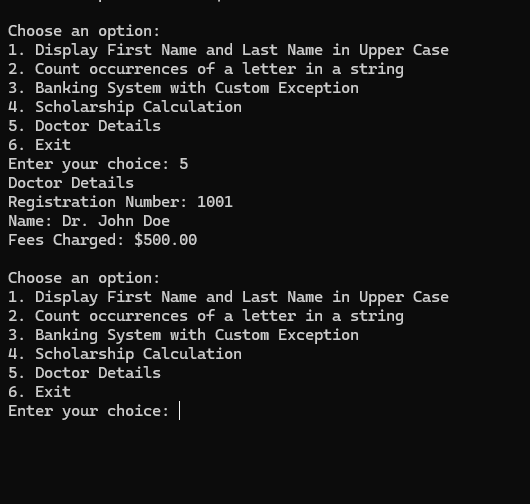 Choose an option:
1. Display First Name and Last Name in Upper Case
2. Count occurrences of a letter in a string
3. Banking System with Custom Exception
4. Scholarship Calculation
5. Doctor Details
6. Exit
Enter your choice: 5
Doctor Details
Registration Number: 1001
Name: Dr. John Doe
Fees Charged: $500.00
Choose an option:
1. Display First Name and Last Name in Upper Case
2. Count occurrences of a letter in a string
3. Banking System with Custom Exception
4. Scholarship Calculation
5. Doctor Details
6. Exit
Enter your choice: